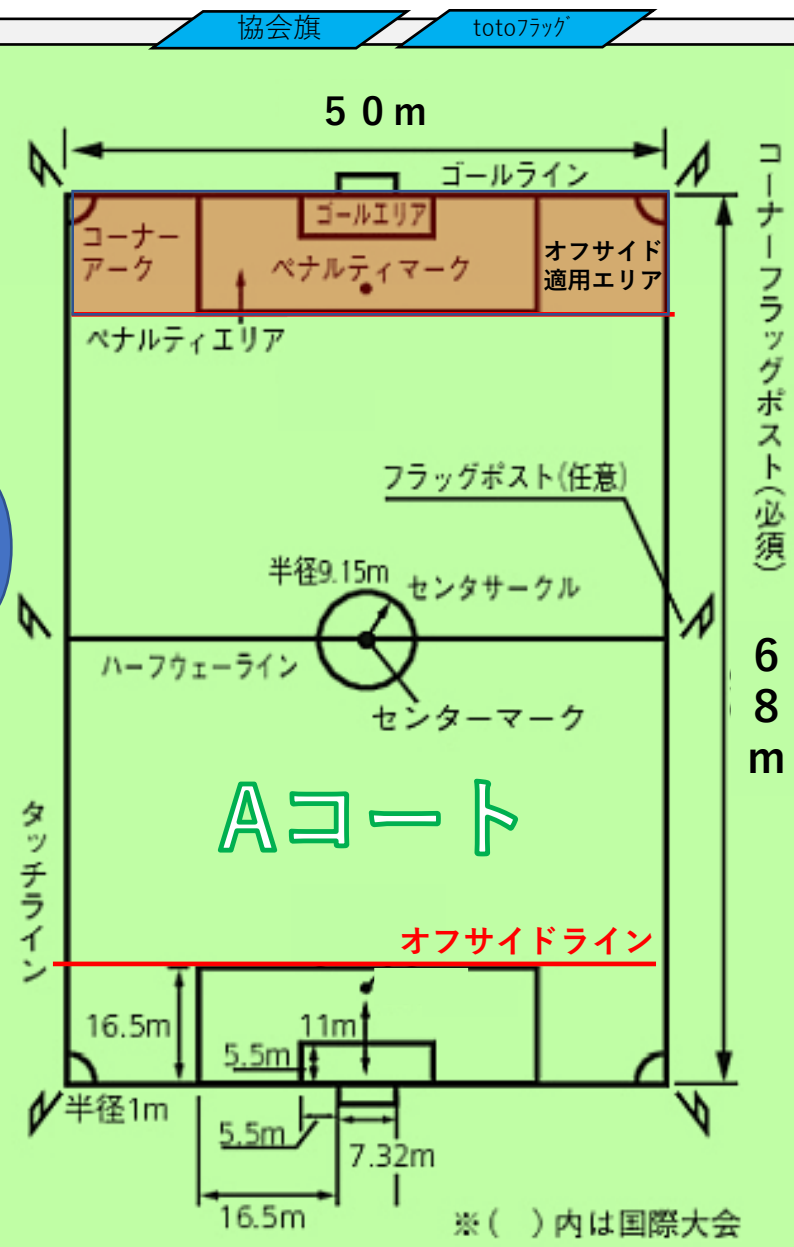 協会旗
totoﾌﾗｯｸﾞ
50m
ゴールライン
ゴールエリア
コーナー
アーク
ペナルティマーク
オフサイド
適用エリア
ペナルティエリア
コーナーフラッグポスト(必須)
フラッグポスト(任意)
半径9.15m
センタサークル
ハーフウェーライン
センターマーク
68m
Aコート
タッチライン
オフサイドライン
16.5m
11m
5.5m
半径1m
5.5m
7.32m
16.5m
※( )内は国際大会